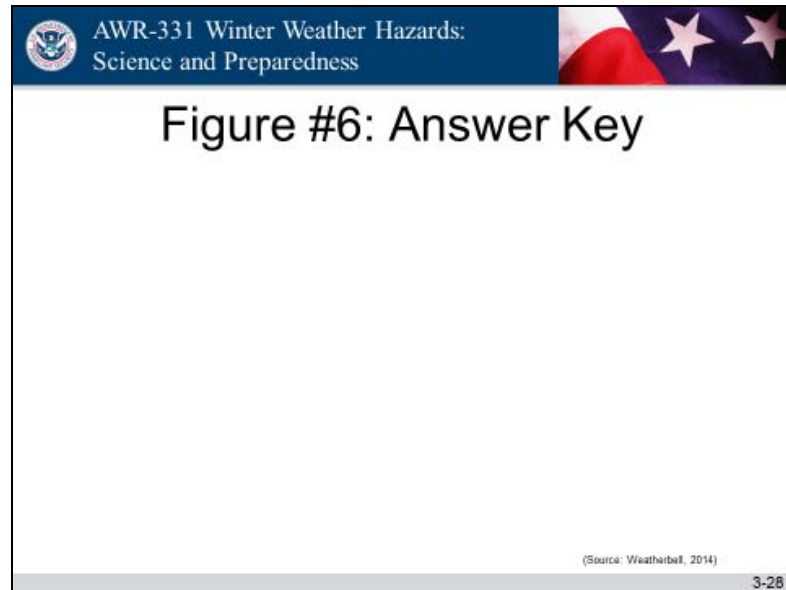 AWR-331 Winter Weather Hazards:
Science and Preparedness
Figure #6: Answer Key
(Source: Weatherbell, 2014)
3-28